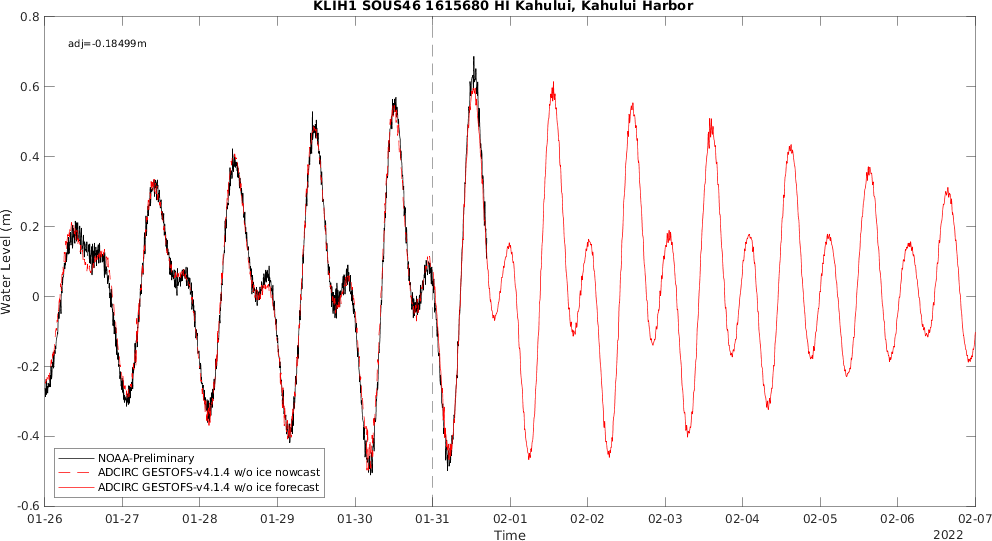 KLIH1 SOUS46 1615680 HI Kahului, Kahului Harbor
adj=-0.18499m
0.8
0.6
0.4
0.2
0
-0.2
-0.4
-0.6
Water Level (m)
NOAA-Preliminary
ADCIRC GESTOFS-v4.1.4 w/o ice nowcast
ADCIRC GESTOFS-v4.1.4 w/o ice forecast
01-26 01-27 01-28 01-29 01-30 01-31 02-01 02-02 02-03 02-04 02-05 02-06 02-07
Time
2022